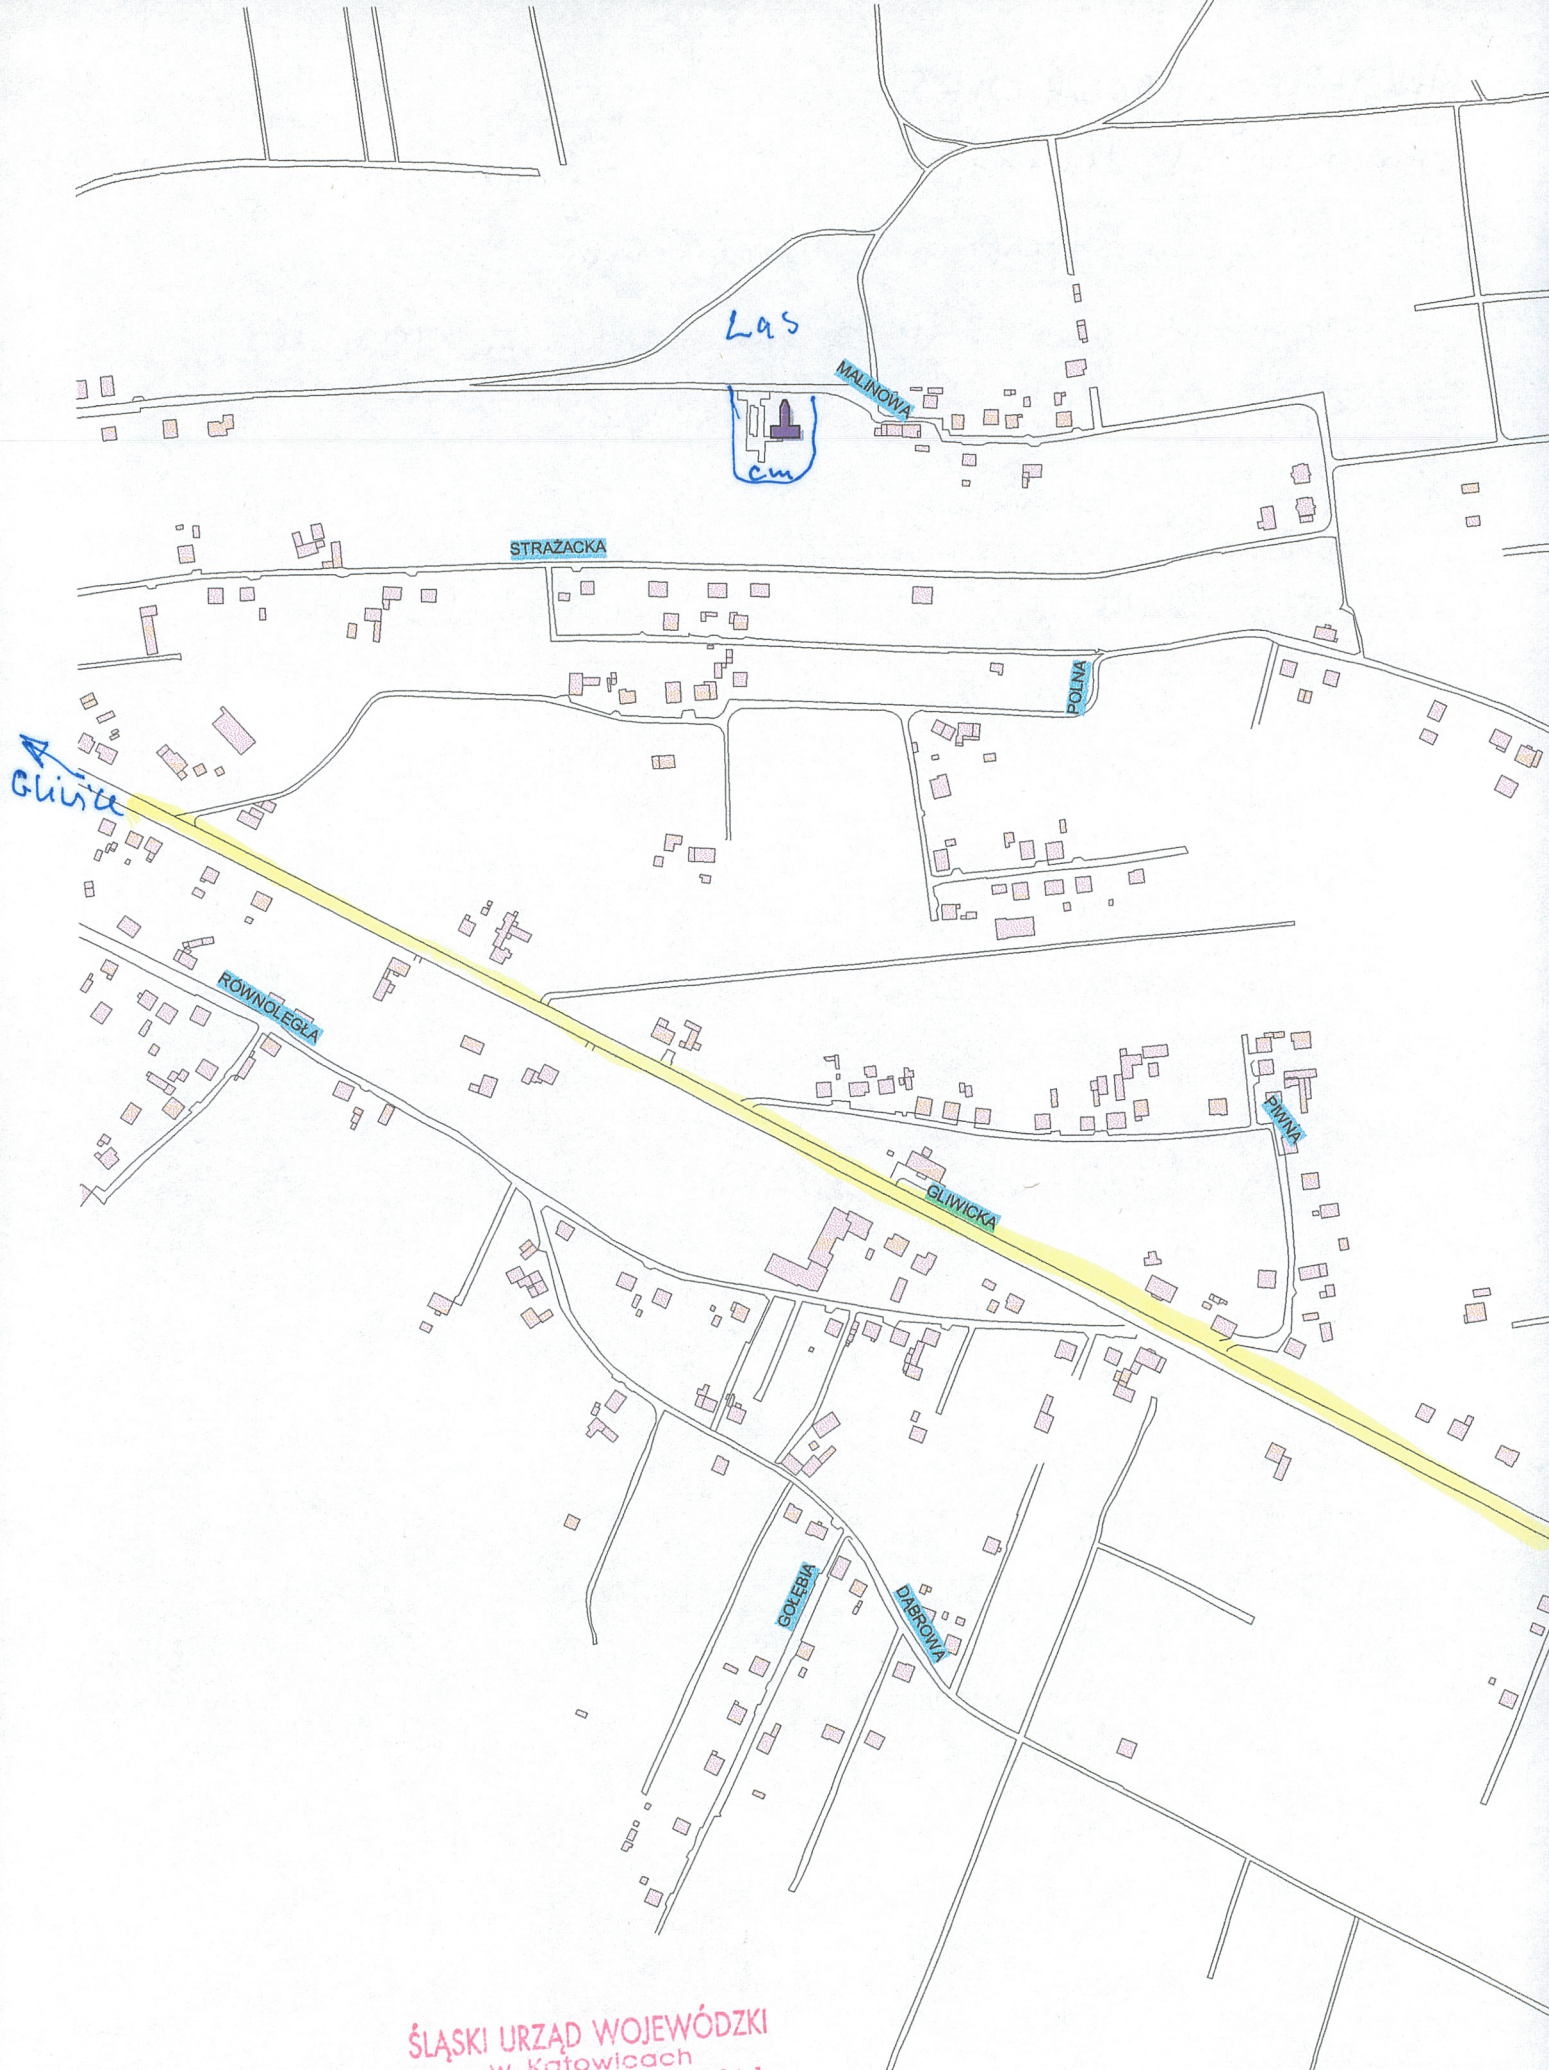 Las
MALINOWA
cm
STRAŻACKA
POLNA
Gliwice
RÓWNOLEGŁA
PIWNA
GLIWICKA
GOŁĘBIA
DĄBROWA
ŚLĄSKI URZĄD WOJEWÓDZKI
w Katowicach